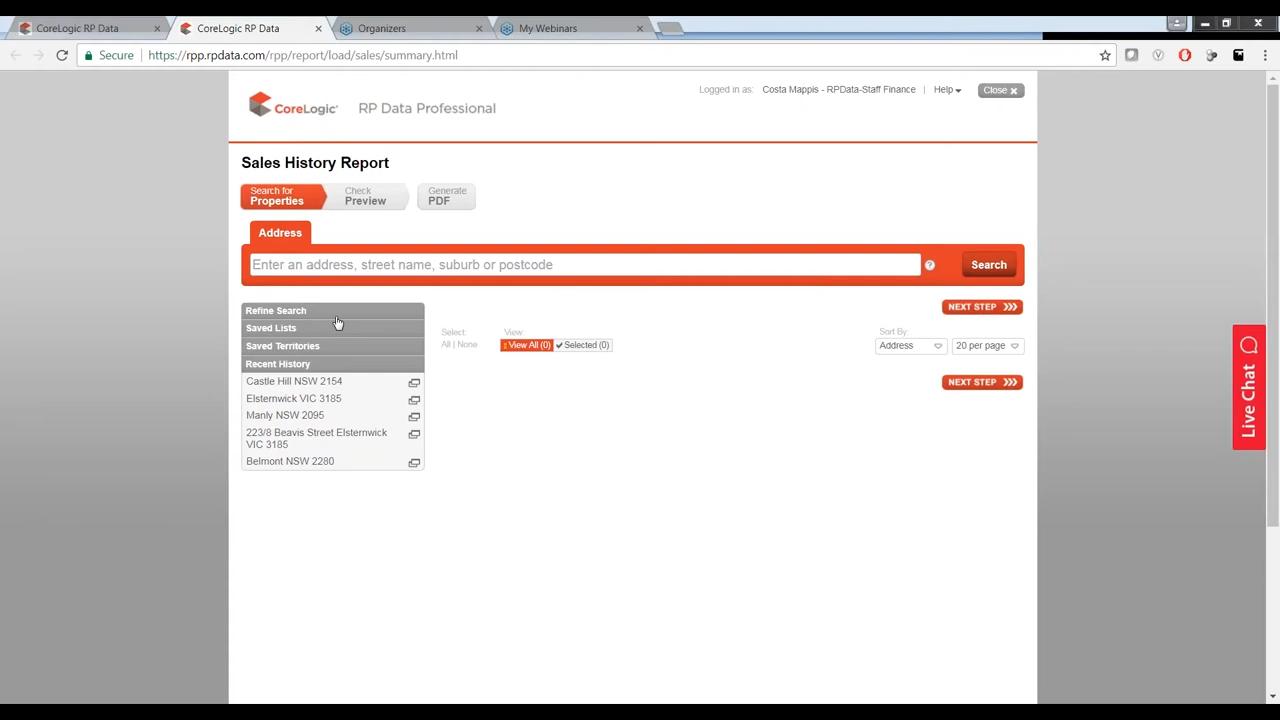 CoreLogic RP Data
CoreLogic RP Data
Organizers
My Webinars
Secure
https://rpp.rpdata.com/rpp/report/load/sales/summary.html
CoreLogic RP Data Professional
Logged in as: Costa Mappis - RPData-Staff Finance | Help
Close
Sales History Report
Search for
Properties
Check
Preview
Generate
PDF
Address
Enter an address, street name, suburb or postcode
?
Search
Refine Search
Saved Lists
Saved Territories
Recent History
Castle Hill NSW 2154
Elsternwick VIC 3185
Manly NSW 2095
223/8 Beavis Street Elsternwick
VIC 3185
Belmont NSW 2280
Select:
All | None
View:
View All (0)
Selected (0)
NEXT STEP
Sort By:
Address
20 per page
NEXT STEP
Live Chat